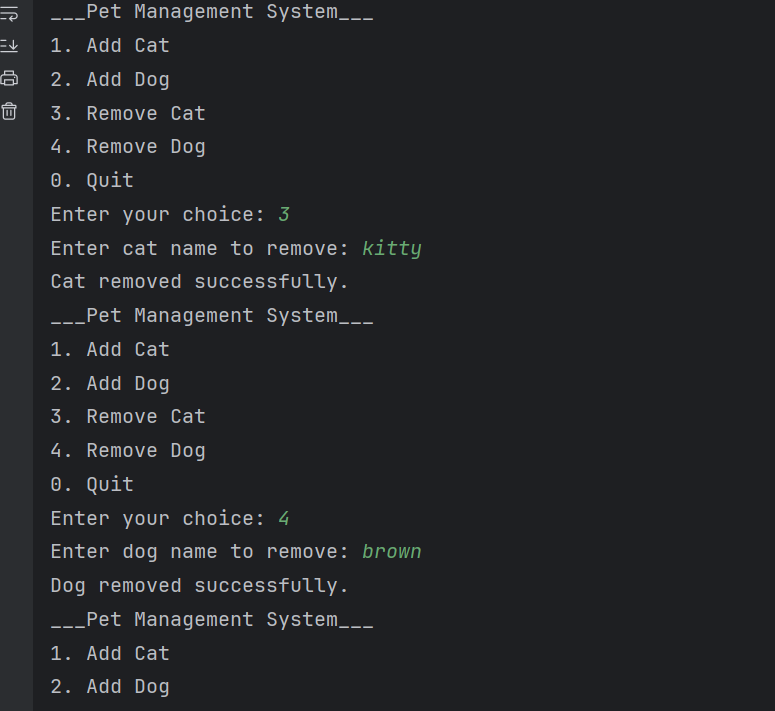 ___Pet Management System___
1. Add Cat
2. Add Dog
3. Remove Cat
4. Remove Dog
0. Quit
Enter your choice: 3
Enter cat name to remove: kitty
Cat removed successfully.
___Pet Management System___
1. Add Cat
2. Add Dog
3. Remove Cat
4. Remove Dog
0. Quit
Enter your choice: 4
Enter dog name to remove: brown
Dog removed successfully.
___Pet Management System___
1. Add Cat
2. Add Dog